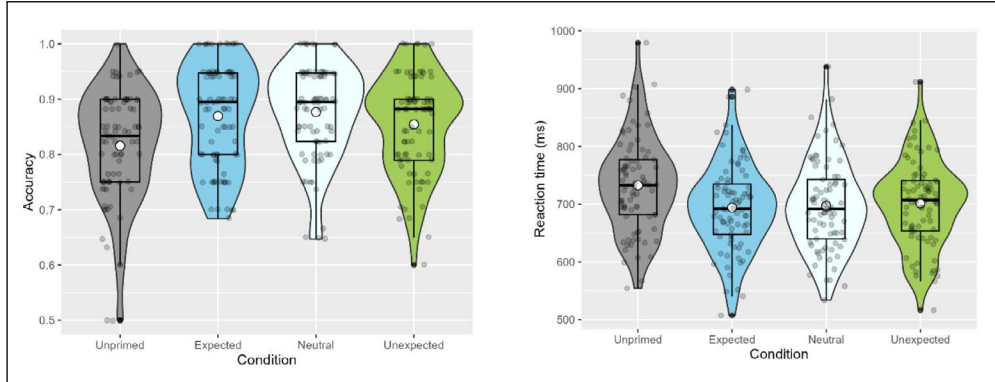 1.0
0.9
0.8
0.7
0.6
0.5
Accuracy
Unprimed Expected Neutral Unexpected
Condition
1000
900
800
700
600
500
Reaction time (ms)
Unprimed Expected Neutral Unexpected
Condition